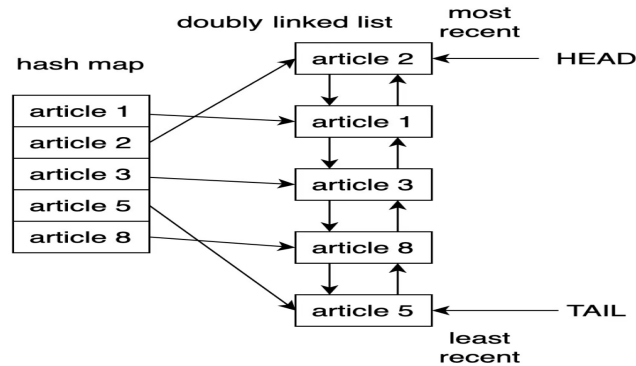 doubly linked list
most
recent
hash map
article 2
HEAD
article 1
article 2
article 3
article 5
article 8
article 1
article 3
article 8
article 5
TAIL
least
recent